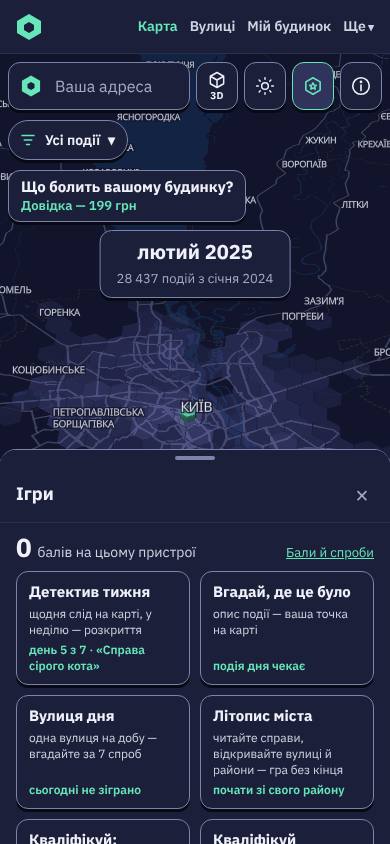 Карта Вулиці Мій будинок Ще ▾
Ваша адреса
3D
ЯСНОГОРОДКА
Усі події ▾
ЖУКИН
ВОРОПАЇВ
Що болить вашому будинку?
Довідка — 199 грн
ЛІТКИ
лютий 2025
28 437 подій з січня 2024
ЗАЗИМ'Я
ГОРЕНКА
ПОГРЕБИ
КОЦЮБИНСЬКЕ
КИЇВ
ПЕТРОПАВЛІВСЬКА
БОРЩАГІВКА
Ігри
0 балів на цьому пристрої
Бали й спроби
Детектив тижня
щодня слід на карті, у
неділю — розкриття
день 5 з 7 · «Справа
сірого кота»
Вгадай, де це було
опис події — ваша точка
на карті
подія дня чекає
Вулиця дня
одна вулиця на добу —
вгадайте за 7 спроб
сьогодні не зіграно
Літопис міста
читайте справи,
відкривайте вулиці й
райони — гра без кінця
почати зі свого району
Кваліфікуй:
Кваліфікуй